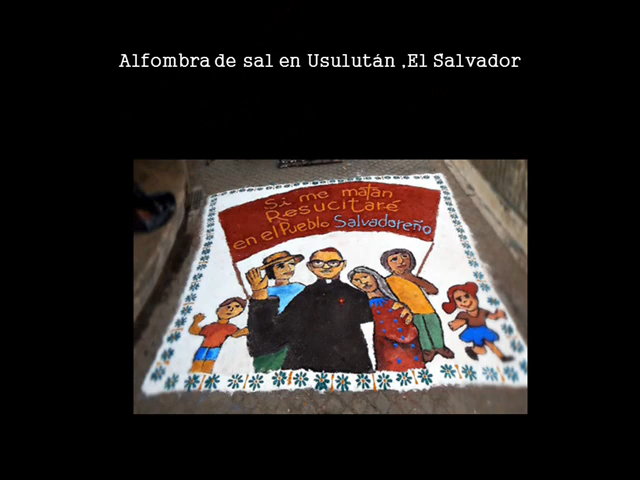 Alfombra de sal en Usulután ,El Salvador
Si me matan
Resucitaré
en el Pueblo Salvadoreño